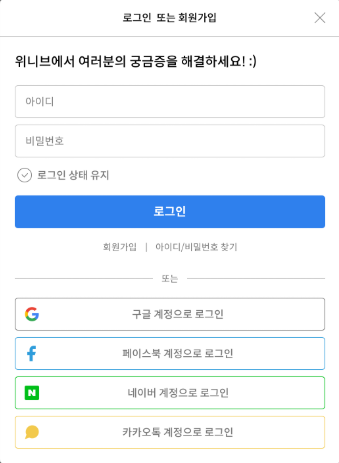 로그인 또는 회원가입
위니브에서 여러분의 궁금증을 해결하세요! :)
아이디
비밀번호
로그인 상태 유지
로그인
회원가입 | 아이디/비밀번호 찾기
또는
구글 계정으로 로그인
페이스북 계정으로 로그인
네이버 계정으로 로그인
카카오톡 계정으로 로그인